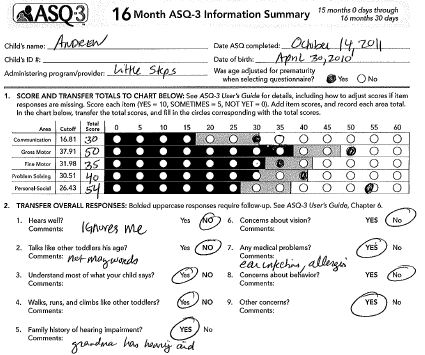 ASQ-3 16 Month ASQ-3 Information Summary 15 months 0 days through 16 months 30 days
Child's name: Andrew Date ASQ completed: October 14, 2011
Child's ID #: Date of birth: April 30, 2010
Administering program/provider: Little Steps Was age adjusted for prematurity when selecting questionnaire? Yes No
1. SCORE AND TRANSFER TOTALS TO CHART BELOW: See ASQ-3 User's Guide for details, including how to adjust scores if item
responses are missing. Score each item (YES = 10, SOMETIMES = 5, NOT YET = 0). Add item scores, and record each area total.
In the chart below, transfer the total scores, and fill in the circles corresponding with the total scores.
Area Cutoff Total Score 0 5 10 15 20 25 30 35 40 45 50 55 60
Communication 16.81 30
Gross Motor 37.91 50
Fine Motor 31.98 35
Problem Solving 30.51 40
Personal-Social 26.43 54
2. TRANSFER OVERALL RESPONSES: Bolded uppercase responses require follow-up. See ASQ-3 User's Guide, Chapter 6.
1. Hears well? Yes NO
Comments: Ignores me
6. Concerns about vision? YES No
Comments:
2. Talks like other toddlers his age? Yes NO
Comments: not many words
7. Any medical problems? YES No
Comments: ear infection, allergies
3. Understand most of what your child says? Yes NO
Comments:
8. Concerns about behavior? YES No
Comments:
4. Walks, runs, and climbs like other toddlers? Yes NO
Comments:
9. Other concerns? YES No
Comments:
5. Family history of hearing impairment? YES No
Comments: grandma has hearing aid